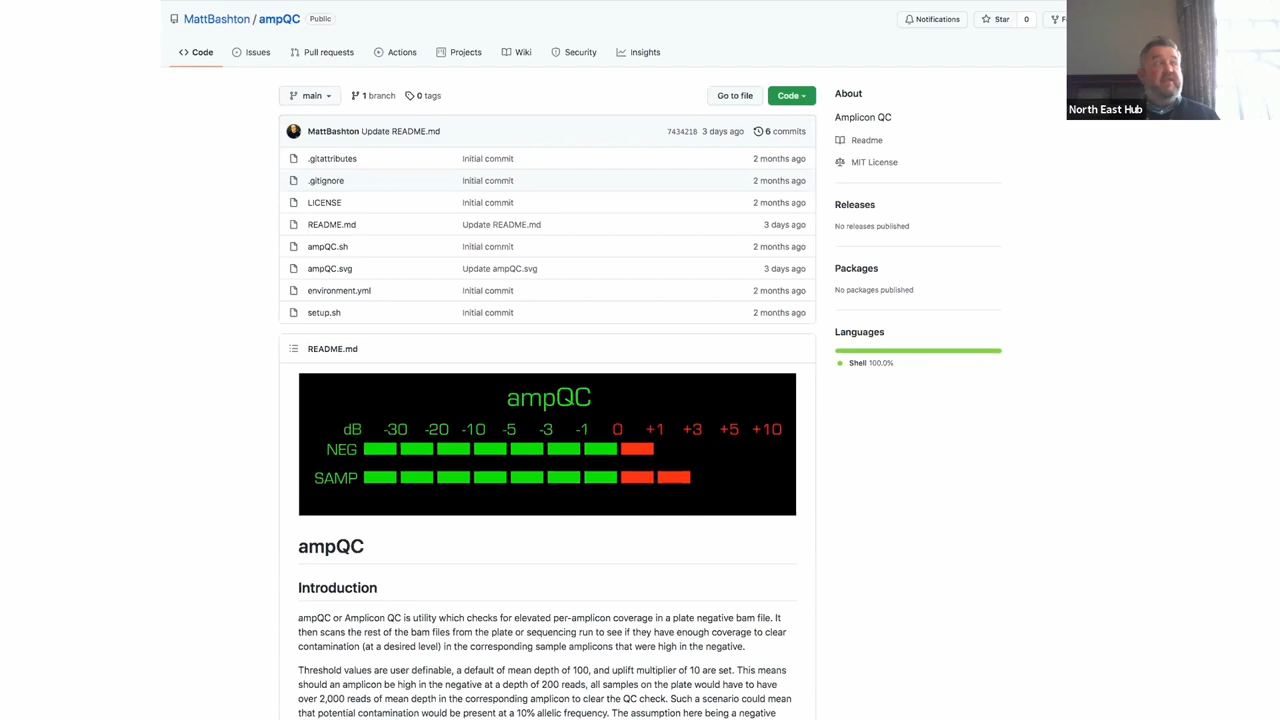 MattBashton / ampQC Public
Notifications
Star 0
Code
Issues
Pull requests
Actions
Projects
Wiki
Security
Insights
main
1 branch
0 tags
Go to file
Code
MattBashton Update README.md
7434218 3 days ago 6 commits
.gitattributes Initial commit 2 months ago
.gitignore Initial commit 2 months ago
LICENSE Initial commit 2 months ago
README.md Update README.md 3 days ago
ampQC.sh Initial commit 2 months ago
ampQC.svg Update ampQC.svg 3 days ago
environment.yml Initial commit 2 months ago
setup.sh Initial commit 2 months ago
README.md
ampQC
dB -30 -20 -10 -5 -3 -1 0 +1 +3 +5 +10
NEG
SAMP
ampQC
Introduction
ampQC or Amplicon QC is utility which checks for elevated per-amplicon coverage in a plate negative bam file. It
then scans the rest of the bam files from the plate or sequencing run to see if they have enough coverage to clear
contamination (at a desired level) in the corresponding sample amplicons that were high in the negative.
Threshold values are user definable, a default of mean depth of 100, and uplift multiplier of 10 are set. This means
should an amplicon be high in the negative at a depth of 200 reads, all samples on the plate would have to have
over 2,000 reads of mean depth in the corresponding amplicon to clear the QC check. Such a scenario could mean
that potential contamination would be present at a 10% allelic frequency. The assumption here being a negative
About
Amplicon QC
Readme
MIT License
Releases
No releases published
Packages
No packages published
Languages
Shell 100.0%
North East Hub